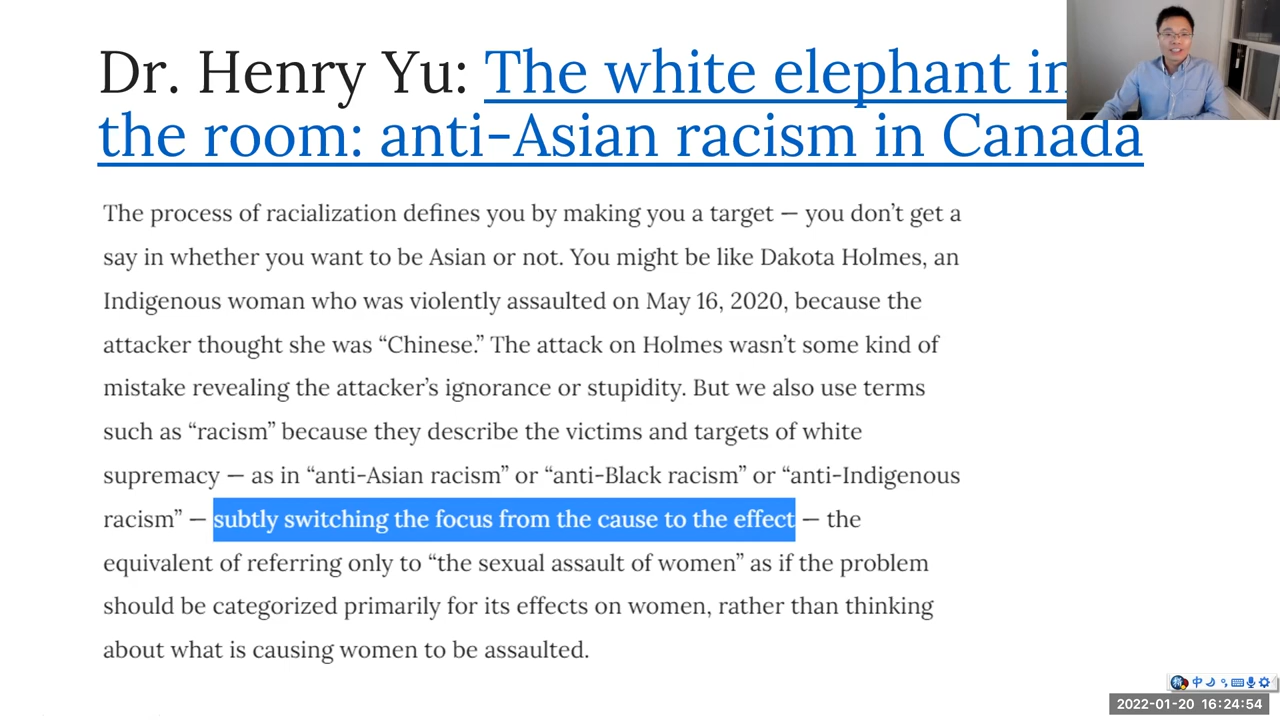 Dr. Henry Yu: The white elephant in
the room: anti-Asian racism in Canada
The process of racialization defines you by making you a target — you don’t get a
say in whether you want to be Asian or not. You might be like Dakota Holmes, an
Indigenous woman who was violently assaulted on May 16, 2020, because the
attacker thought she was “Chinese.” The attack on Holmes wasn’t some kind of
mistake revealing the attacker’s ignorance or stupidity. But we also use terms
such as “racism” because they describe the victims and targets of white
supremacy — as in “anti-Asian racism” or “anti-Black racism” or “anti-Indigenous
racism” — subtly switching the focus from the cause to the effect — the
equivalent of referring only to “the sexual assault of women” as if the problem
should be categorized primarily for its effects on women, rather than thinking
about what is causing women to be assaulted.
中
2022-01-20 16:24:54